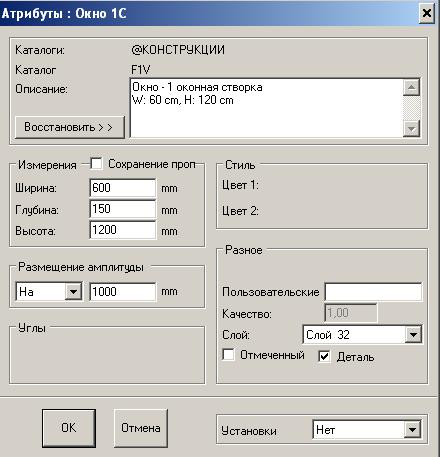 Атрибуты : Окно 1С
Каталоги: @КОНСТРУКЦИИ
Каталог F1V
Описание: Окно - 1 оконная створка
W: 60 cm, H: 120 cm
Восстановить > >
Измерения Сохранение проп
Ширина: 600 mm
Глубина: 150 mm
Высота: 1200 mm
Стиль
Цвет 1:
Цвет 2:
Размещение амплитуды
На 1000 mm
Углы
Разное
Пользовательские
Качество: 1,00
Слой: Слой 32
Отмеченный Деталь
OK Отмена
Установки Нет